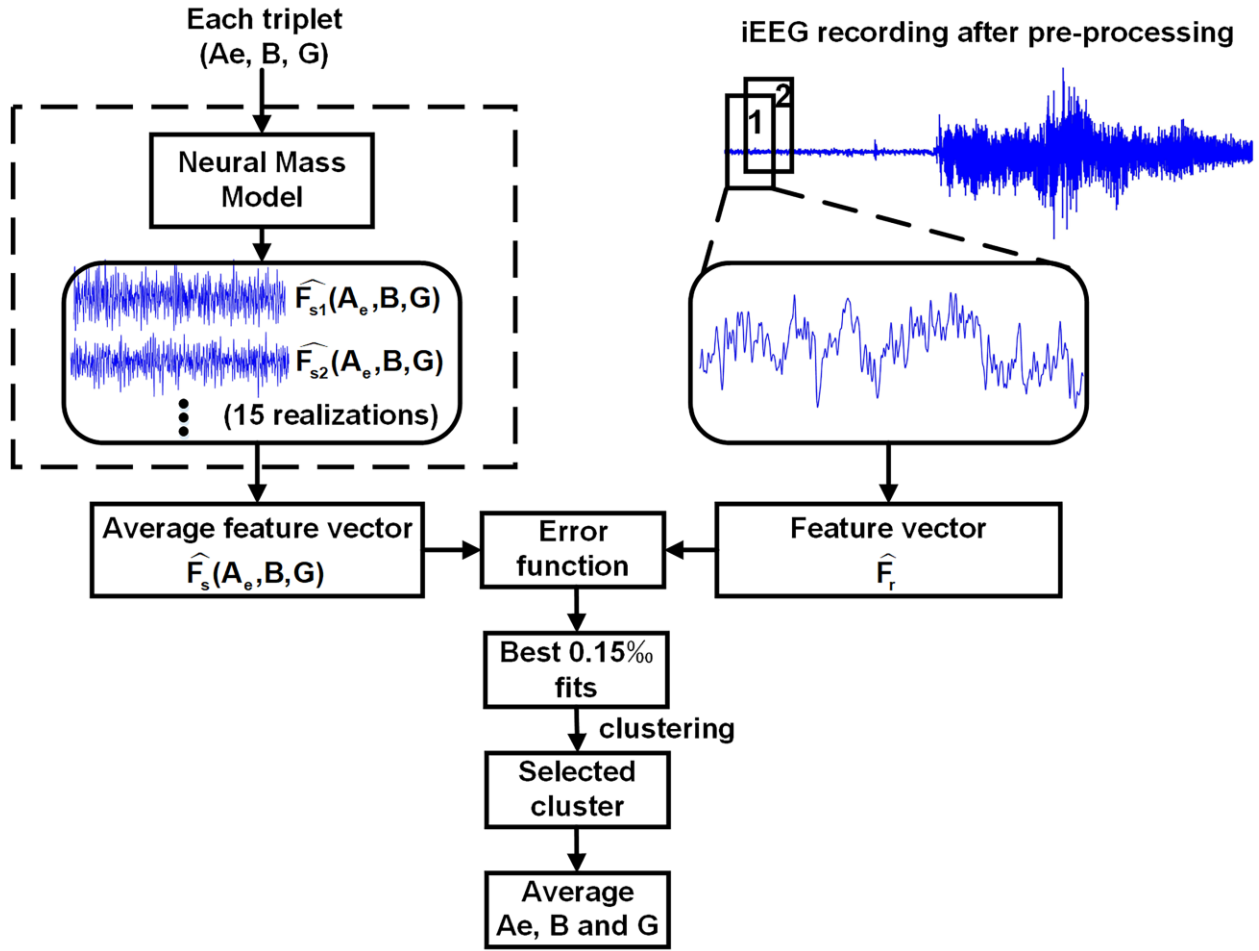 Each triplet
(Ae, B, G)
Neural Mass
Model
F̂s1(Ae,B,G)
F̂s2(Ae,B,G)
(15 realizations)
iEEG recording after pre-processing
1
2
Average feature vector
F̂s(Ae,B,G)
Error
function
Feature vector
F̂r
Best 0.15‰
fits
clustering
Selected
cluster
Average
Ae, B and G